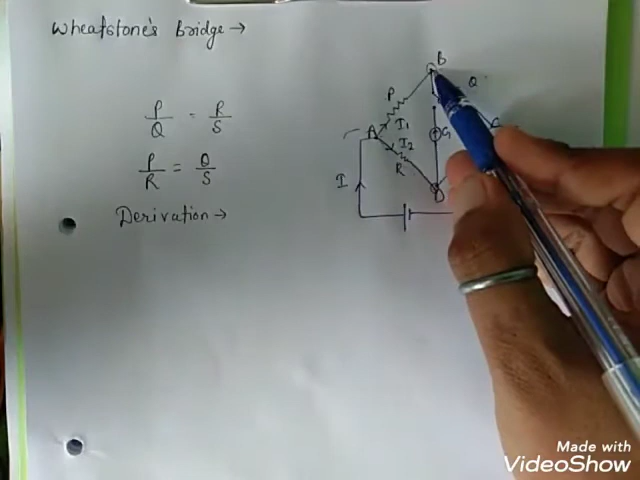 Wheatstone's Bridge →
P/Q = R/S
P/R = Q/S
Derivation →
B
P
Q
A
I1
G
C
I2
R
I
D
Made with
VideoShow